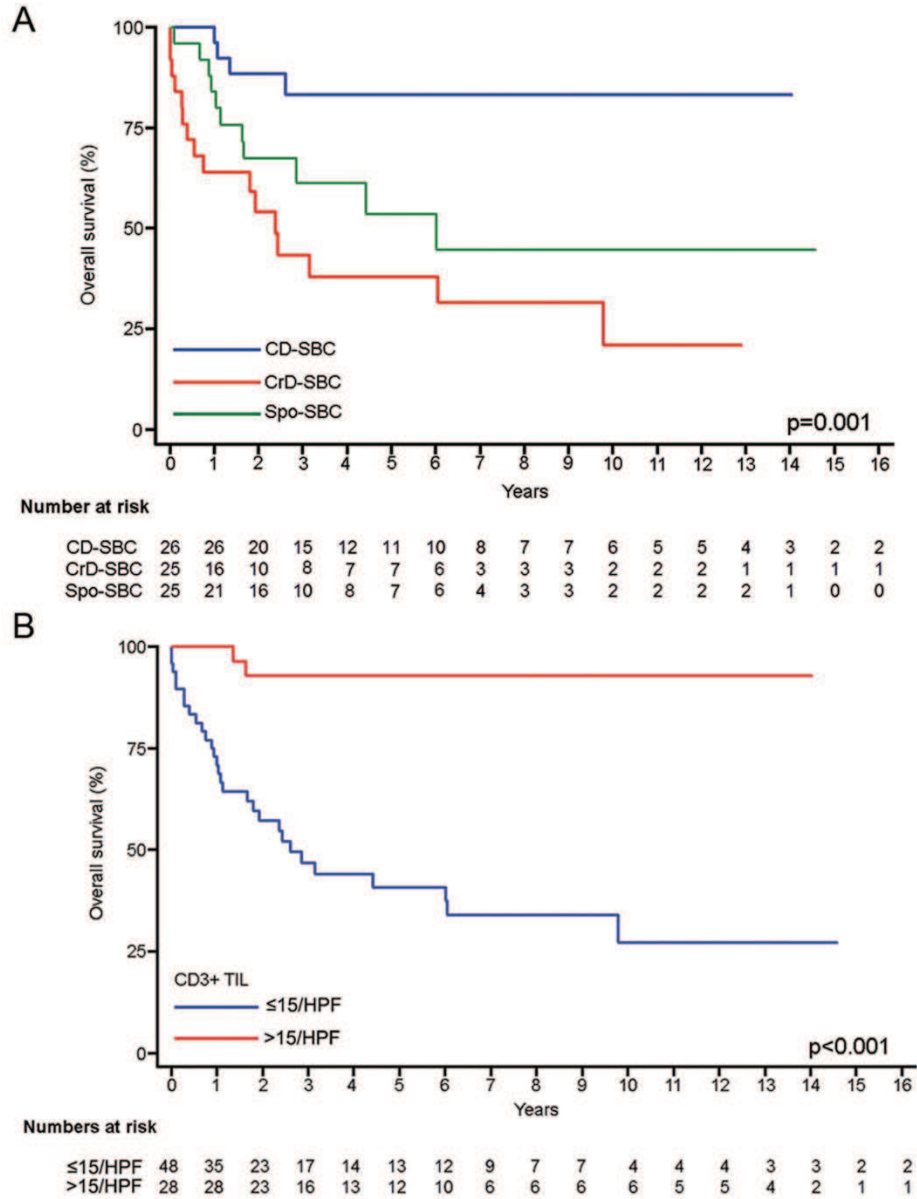 A
100
75
50
25
0
Overall survival (%)
CD-SBC
CrD-SBC
Spo-SBC
p=0.001
0 1 2 3 4 5 6 7 8 9 10 11 12 13 14 15 16
Years
Number at risk
CD-SBC 26 26 20 15 12 11 10 8 7 7 6 5 5 4 3 2 2
CrD-SBC 25 16 10 8 7 7 6 3 3 3 2 2 2 1 1 1 1
Spo-SBC 25 21 16 10 8 7 6 4 3 3 2 2 2 2 1 0 0
B
100
75
50
25
0
Overall survival (%)
CD3+ TIL
≤15/HPF
>15/HPF
p<0.001
0 1 2 3 4 5 6 7 8 9 10 11 12 13 14 15 16
Years
Numbers at risk
≤15/HPF 48 35 23 17 14 13 12 9 7 7 4 4 4 3 3 2 2
>15/HPF 28 28 23 16 13 12 10 6 6 6 6 5 5 4 2 1 1